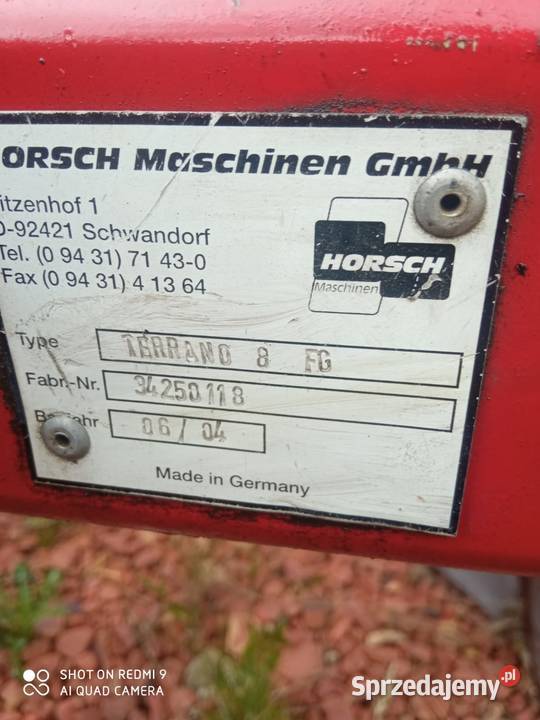 ORSCH Maschinen GmbH
itzenhof 1
D-92421 Schwandorf
Tel. (0 94 31) 71 43-0
Fax (0 94 31) 4 13 64
HORSCH
Maschinen
Type TERRANO 8 FG
Fabr.-Nr. 34250118
06/04
Made in Germany
SHOT ON REDMI 9
AI QUAD CAMERA
Sprzedajemy.pl